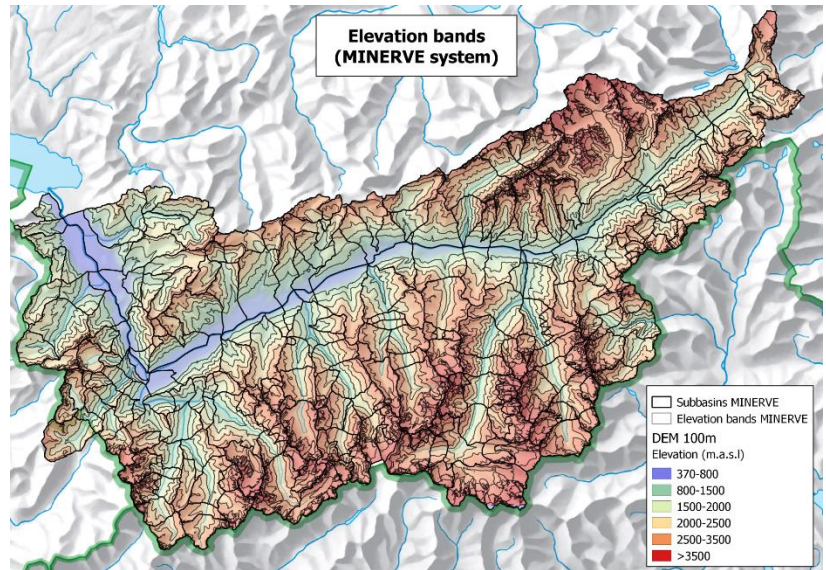 Elevation bands
(MINERVE system)
Subbasins MINERVE
Elevation bands MINERVE
DEM 100m
Elevation (m.a.s.l)
370-800
800-1500
1500-2000
2000-2500
2500-3500
>3500